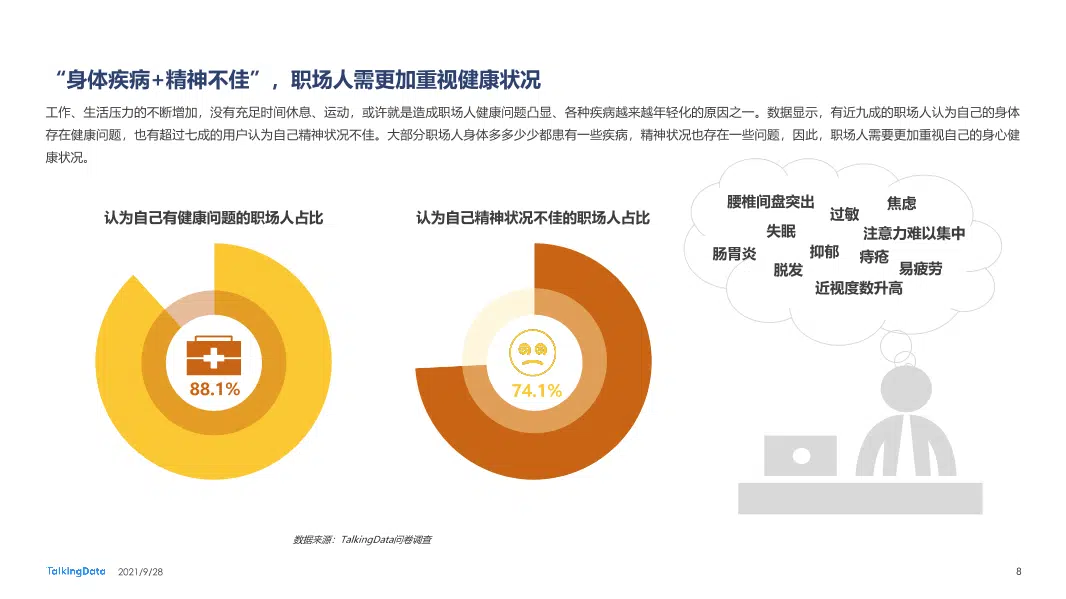 “身体疾病+精神不佳”，职场人需更加重视健康状况
工作、生活压力的不断增加，没有充足时间休息、运动，或许就是造成职场人健康问题凸显、各种疾病越来越年轻化的原因之一。数据显示，有近九成的职场人认为自己的身体
存在健康问题，也有超过七成的用户认为自己精神状况不佳。大部分职场人身体多多少少都患有一些疾病，精神状况也存在一些问题，因此，职场人需要更加重视自己的身心健
康状况。
认为自己有健康问题的职场人占比
88.1%
认为自己精神状况不佳的职场人占比
74.1%
腰椎间盘突出
过敏
焦虑
失眠
注意力难以集中
肠胃炎
抑郁
痔疮
脱发
易疲劳
近视度数升高
数据来源：TalkingData问卷调查
TalkingData
2021/9/28
8